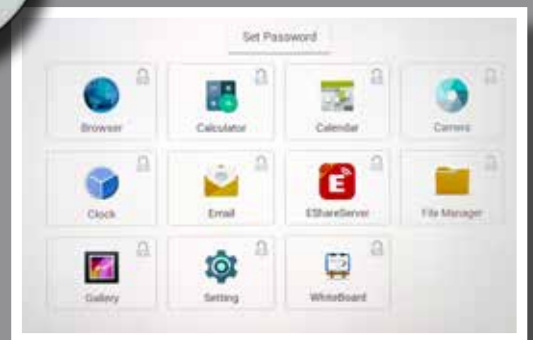 Set Password
Browser Calculator Calendar Camera
Clock Email EShareServer File Manager
Gallery Setting WhiteBoard